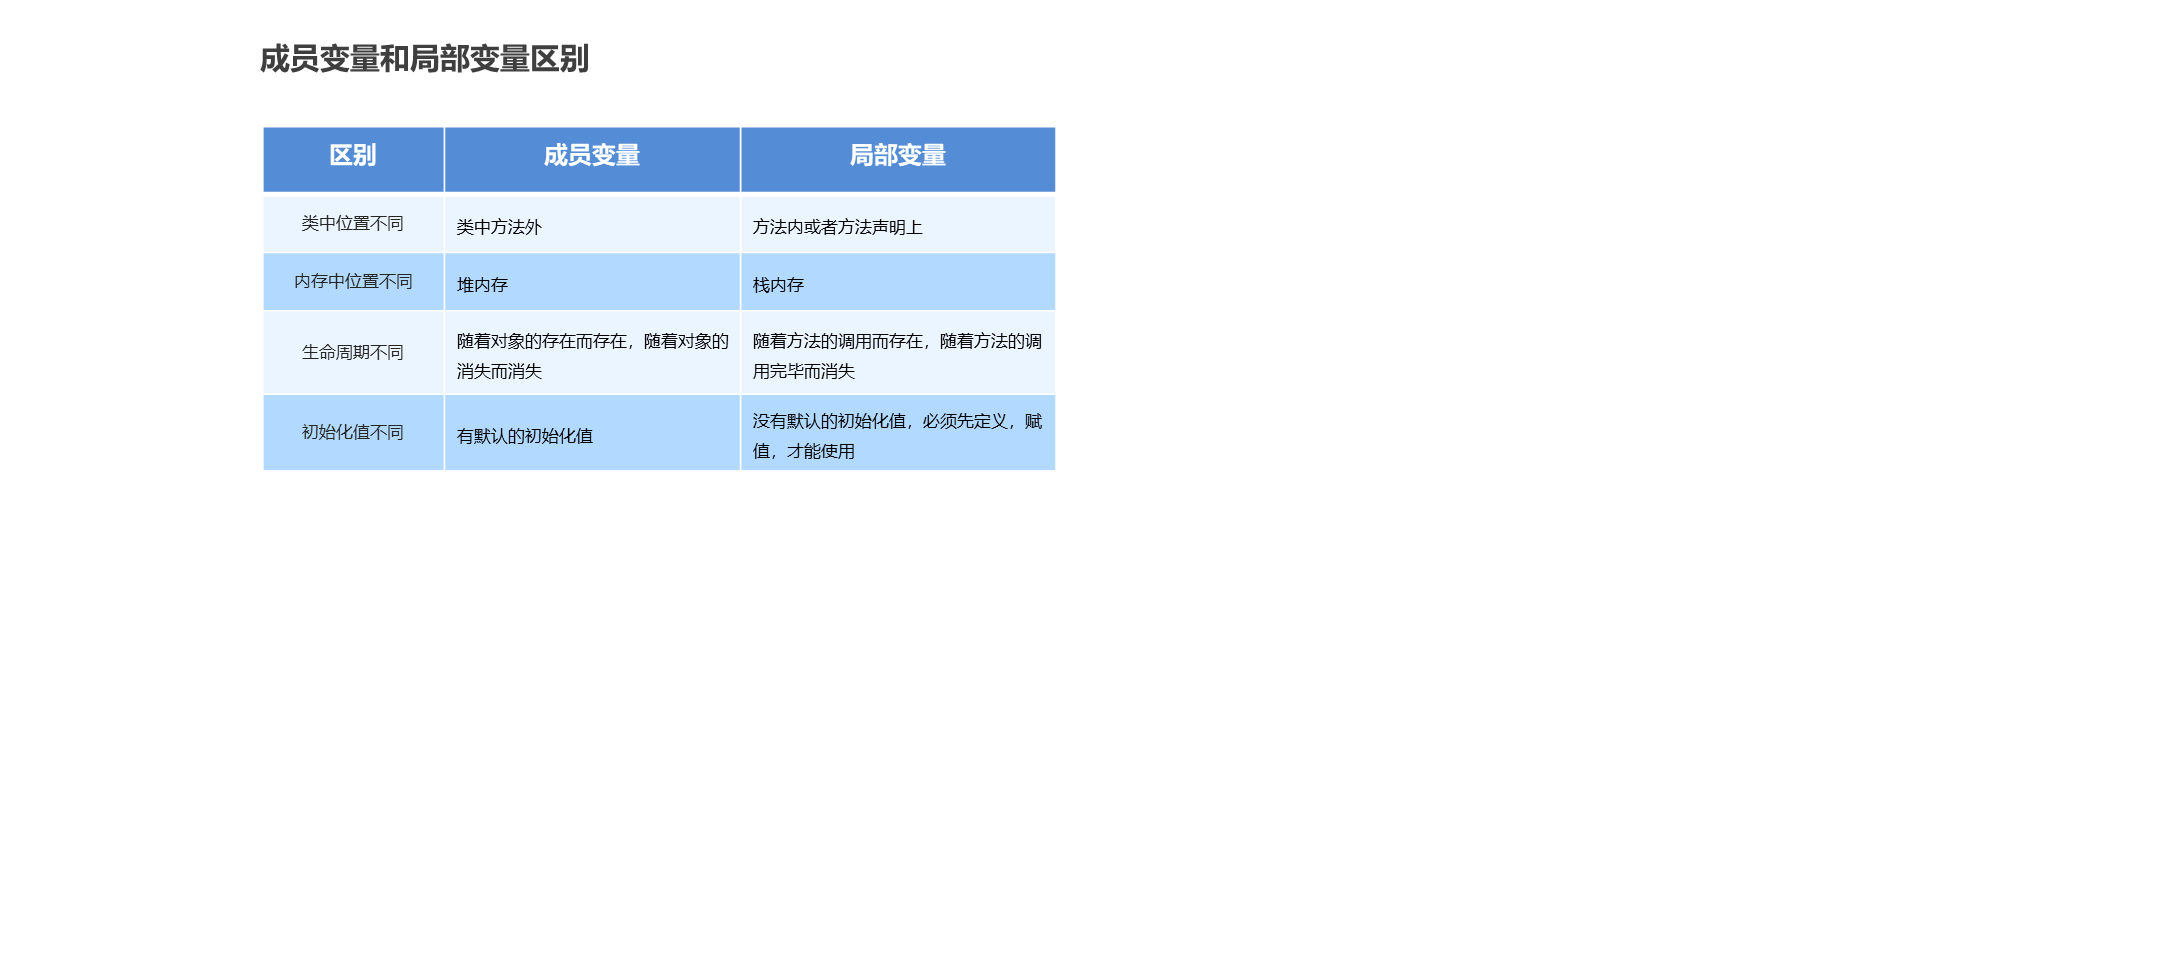 成员变量和局部变量区别
区别 成员变量 局部变量
类中位置不同 类中方法外 方法内或者方法声明上
内存中位置不同 堆内存 栈内存
生命周期不同
随着对象的存在而存在，随着对象的
消失而消失
随着方法的调用而存在，随着方法的调
用完毕而消失
初始化值不同
有默认的初始化值
没有默认的初始化值，必须先定义，赋
值，才能使用